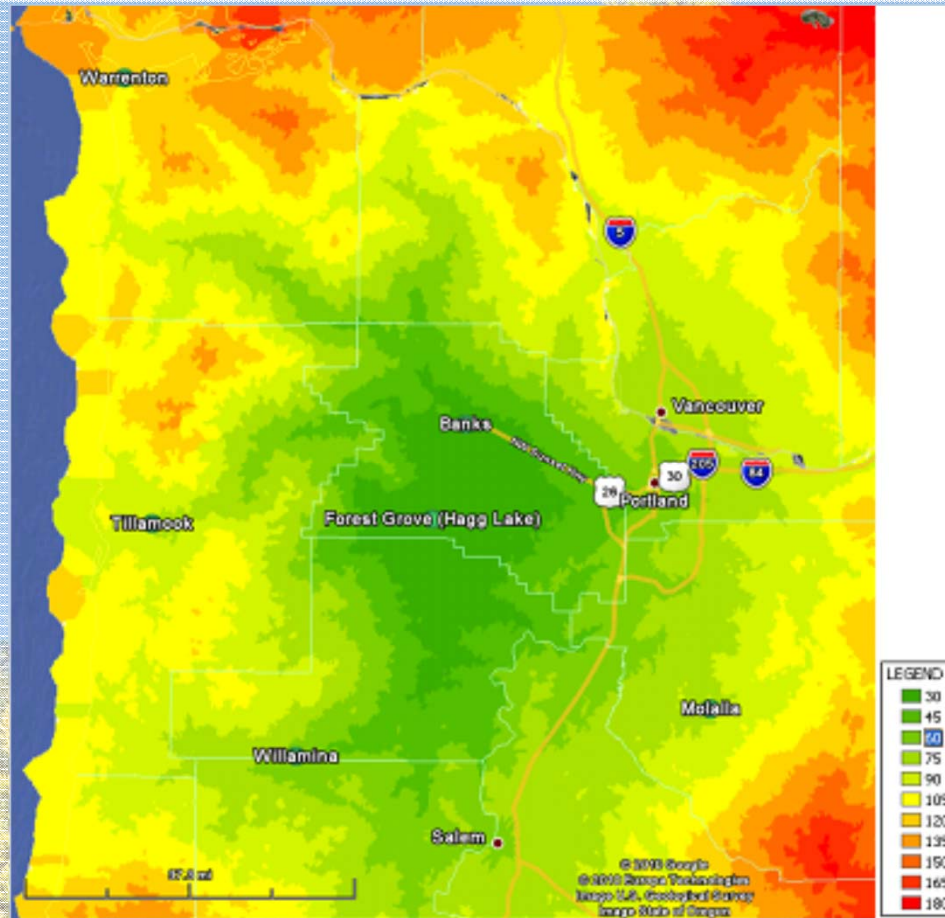 Warrenton
5
Vancouver
Banks
205
30
84
26
Portland
Tillamook
Forest Grove (Hagg Lake)
Molalla
Willamina
Salem
© 2010 Google
© 2010 Europa Technologies
Image U.S. Geological Survey
Image State of Oregon
LEGEND
30
45
60
75
90
105
120
135
150
165